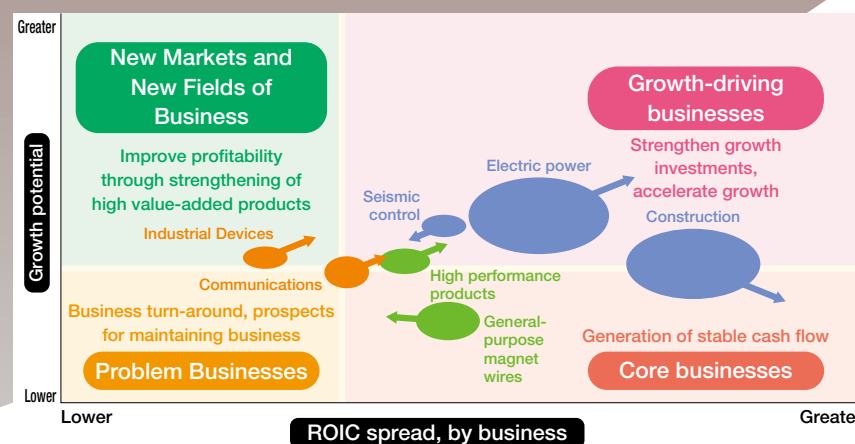 Greater
New Markets and
New Fields of
Business
Improve profitability
through strengthening of
high value-added products
Growth-driving
businesses
Strengthen growth
investments,
accelerate growth
Electric power
Seismic
control
Construction
Industrial Devices
Communications
High performance
products
General-
purpose
magnet
wires
Growth potential
Business turn-around, prospects
for maintaining business
Problem Businesses
Generation of stable cash flow
Core businesses
Lower
Lower
Greate
ROIC spread, by business